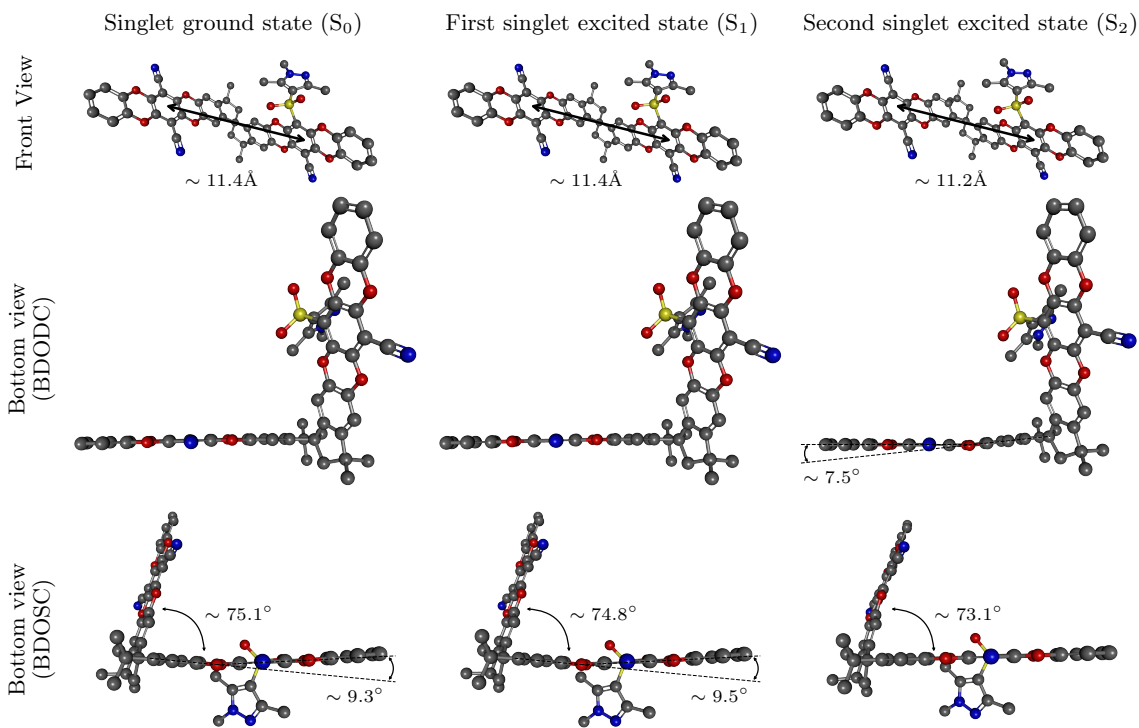 Singlet ground state (S₀)
First singlet excited state (S₁)
Second singlet excited state (S₂)
Front View
∼ 11.4Å
∼ 11.4Å
∼ 11.2Å
Bottom view
(BDODC)
∼ 7.5°
Bottom view
(BDOSC)
∼ 75.1°
∼ 9.3°
∼ 74.8°
∼ 9.5°
∼ 73.1°